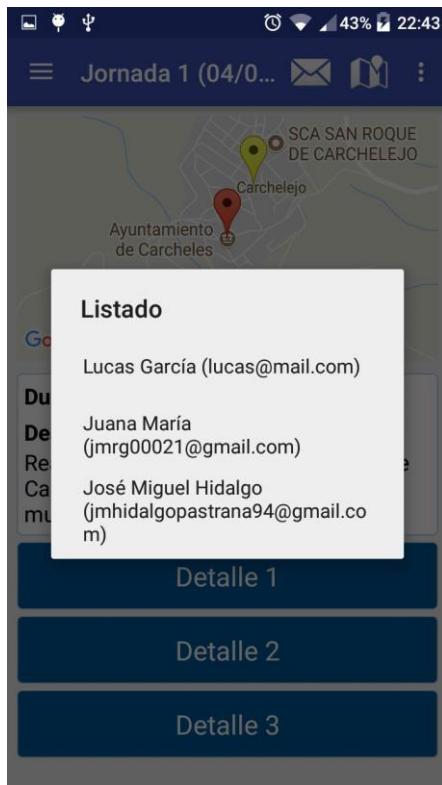 43% 22:43
Jornada 1 (04/0...
SCA SAN ROQUE
DE CARCHELEJO
Carchelejo
Ayuntamiento
de Carcheles
Go
Listado
Lucas García (lucas@mail.com)
Juana María
(jmrg00021@gmail.com)
José Miguel Hidalgo
(jmhidalgopastrana94@gmail.co
m)
Du
De
Re
Ca
mu
Detalle 1
Detalle 2
Detalle 3